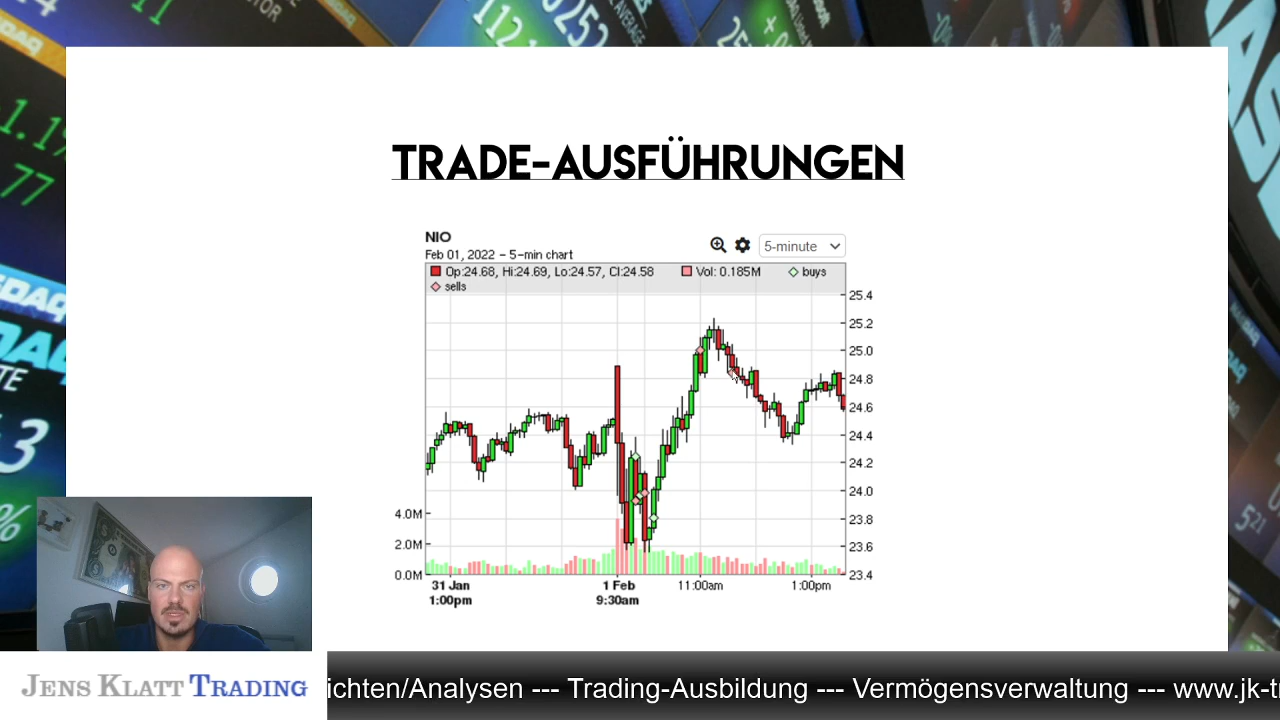 TRADE-AUSFÜHRUNGEN
NIO
5-minute
Feb 01, 2022 - 5-min chart
Op:24.68, Hi:24.69, Lo:24.57, Cl:24.58 Vol: 0.185M buys
sells
25.4
25.2
25.0
24.8
24.6
24.4
24.2
24.0
23.8
23.6
23.4
4.0M
2.0M
0.0M
31 Jan 1 Feb 11:00am 1:00pm
1:00pm 9:30am
JENS KLATT TRADING
ichten/Analysen --- Trading-Ausbildung --- Vermögensverwaltung --- www.jk-t